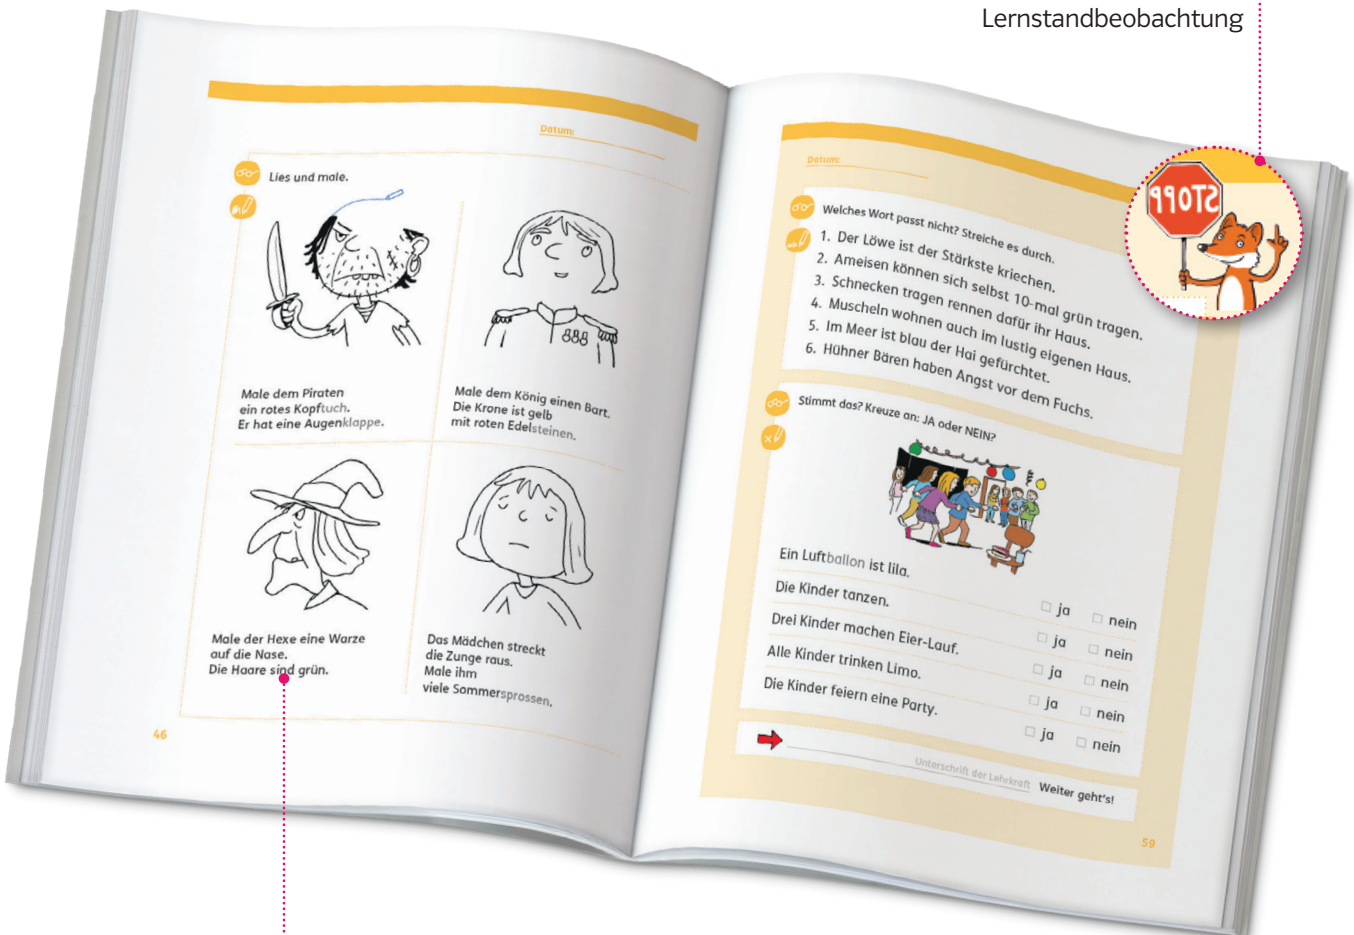 Lernstandbeobachtung
Datum:
Lies und male.
Male dem Piraten
ein rotes Kopftuch.
Er hat eine Augenklappe.
Male dem König einen Bart.
Die Krone ist gelb
mit roten Edelsteinen.
Male der Hexe eine Warze
auf die Nase.
Die Haare sind grün.
Das Mädchen streckt
die Zunge raus.
Male ihm
viele Sommersprossen.
46
Datum:
STOPP
Welches Wort passt nicht? Streiche es durch.
1. Der Löwe ist der Stärkste kriechen.
2. Ameisen können sich selbst 10-mal grün tragen.
3. Schnecken tragen rennen dafür ihr Haus.
4. Muscheln wohnen auch im lustig eigenen Haus.
5. Im Meer ist blau der Hai gefürchtet.
6. Hühner Bären haben Angst vor dem Fuchs.
Stimmt das? Kreuze an: JA oder NEIN?
Ein Luftballon ist lila. ja nein
Die Kinder tanzen. ja nein
Drei Kinder machen Eier-Lauf. ja nein
Alle Kinder trinken Limo. ja nein
Die Kinder feiern eine Party. ja nein
Unterschrift der Lehrkraft Weiter geht's!
59